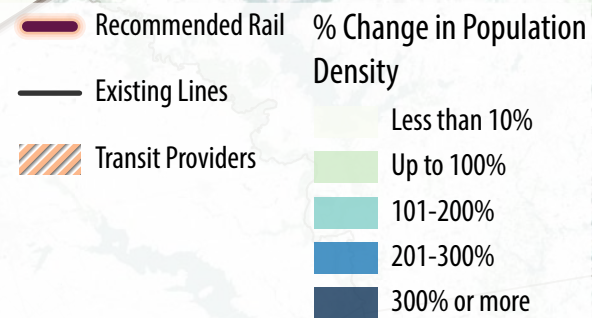 Recommended Rail
Existing Lines
Transit Providers
% Change in Population
Density
Less than 10%
Up to 100%
101-200%
201-300%
300% or more